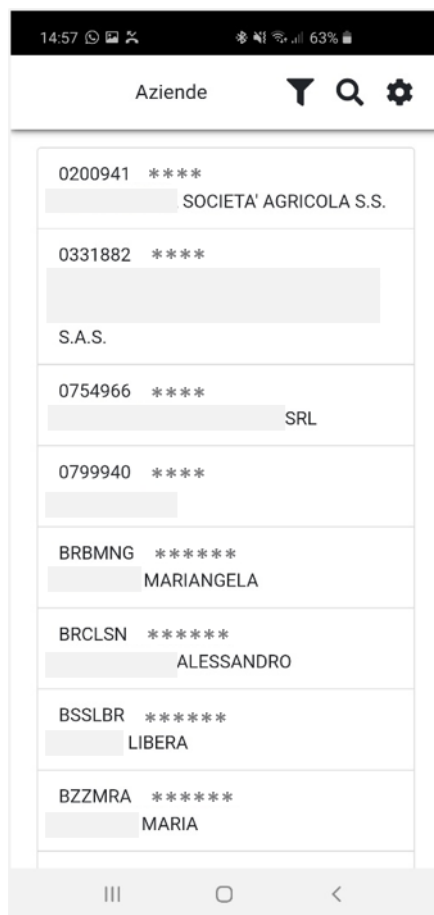 14:57 63%
Aziende
0200941 ****
SOCIETA' AGRICOLA S.S.
0331882 ****
S.A.S.
0754966 ****
SRL
0799940 ****
BRBMNG ******
MARIANGELA
BRCLSN ******
ALESSANDRO
BSSLBR ******
LIBERA
BZZMRA ******
MARIA